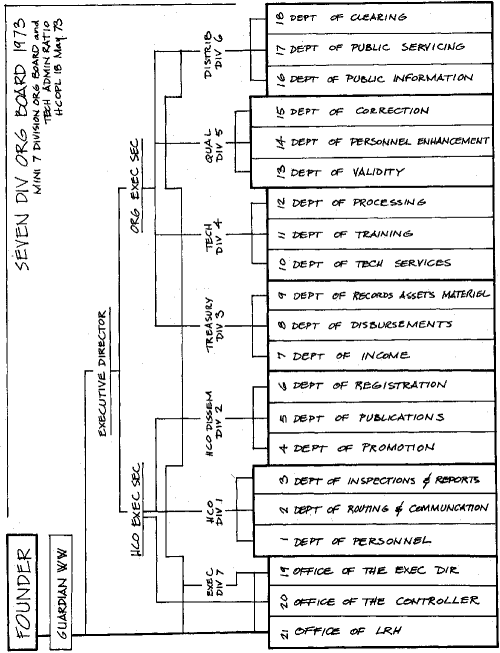 SEVEN DIV ORG BOARD 1973
MINI 7 DIVISION ORG BOARD and
TECH ADMIN RATIO
HCOPL 18 May 73
FOUNDER
GUARDIAN WW
EXECUTIVE DIRECTOR
HCO EXEC SEC
ORG EXEC SEC
EXEC
DIV 7
HCO
DIV 1
HCO DISSEM
DIV 2
TREASURY
DIV 3
TECH
DIV 4
QUAL
DIV 5
DISTRIB
DIV 6
18 DEPT OF CLEARING
17 DEPT OF PUBLIC SERVICING
16 DEPT OF PUBLIC INFORMATION
15 DEPT OF CORRECTION
14 DEPT OF PERSONNEL ENHANCEMENT
13 DEPT OF VALIDITY
12 DEPT OF PROCESSING
11 DEPT OF TRAINING
10 DEPT OF TECH SERVICES
9 DEPT OF RECORDS ASSETS MATERIEL
8 DEPT OF DISBURSEMENTS
7 DEPT OF INCOME
6 DEPT OF REGISTRATION
5 DEPT OF PUBLICATIONS
4 DEPT OF PROMOTION
3 DEPT OF INSPECTIONS & REPORTS
2 DEPT OF ROUTING & COMMUNCATION
1 DEPT OF PERSONNEL
19 OFFICE OF THE EXEC DIR
20 OFFICE OF THE CONTROLLER
21 OFFICE OF LRH